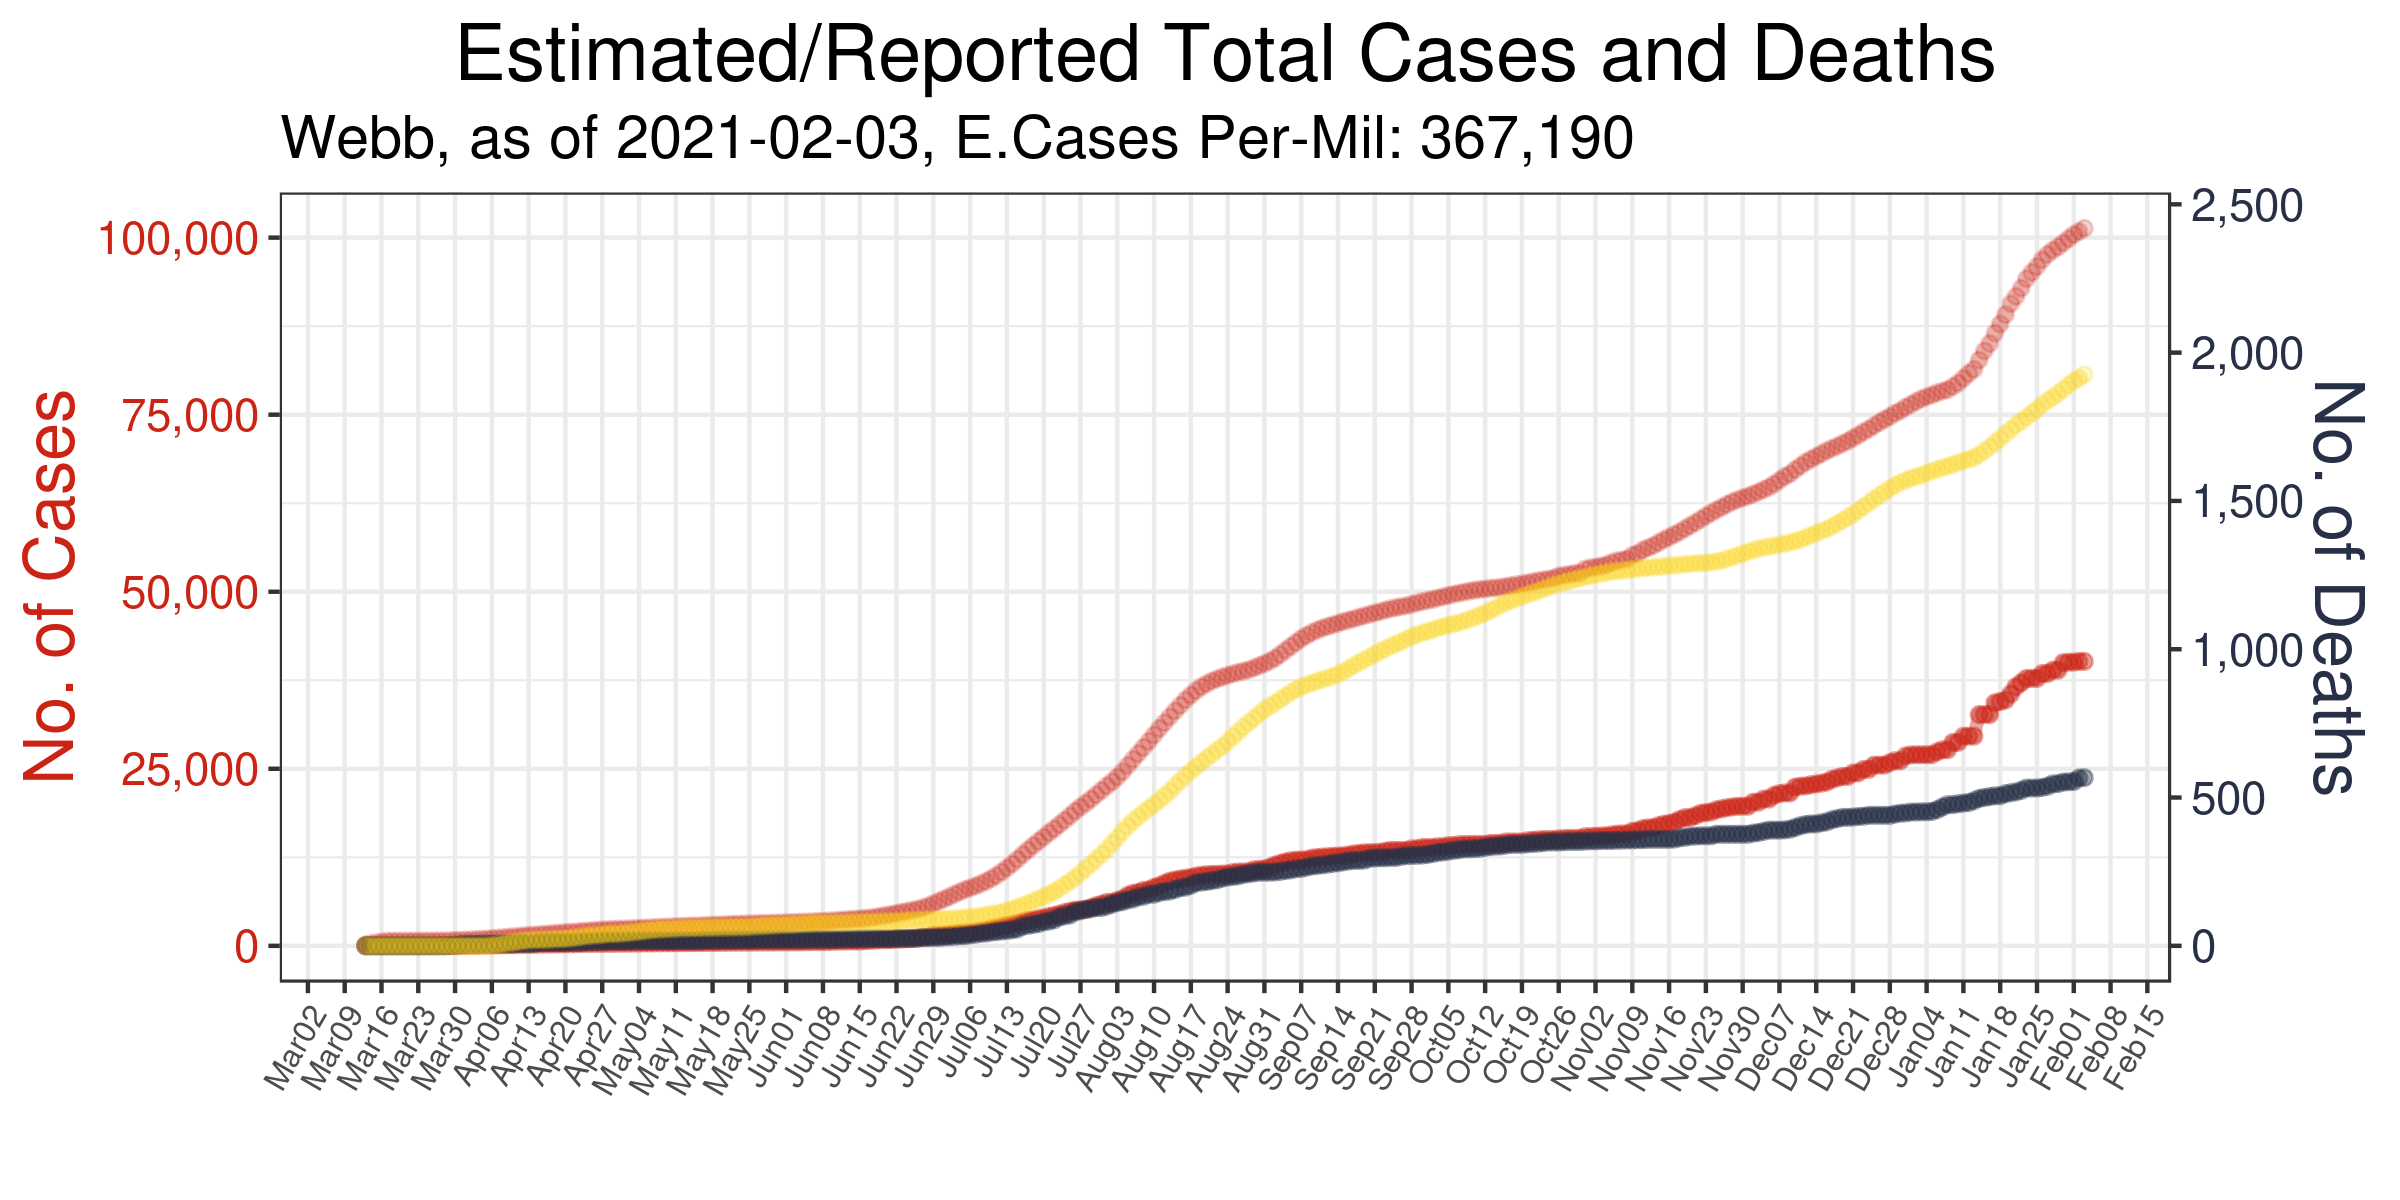 Estimated/Reported Total Cases and Deaths
Webb, as of 2021-02-03, E.Cases Per-Mil: 367,190
No. of Cases
100,000
75,000
50,000
25,000
0
2,500
2,000
1,500
1,000
500
0
No. of Deaths
Mar02
Mar09
Mar16
Mar23
Mar30
Apr06
Apr13
Apr20
Apr27
May04
May11
May18
May25
Jun01
Jun08
Jun15
Jun22
Jun29
Jul06
Jul13
Jul20
Jul27
Aug03
Aug10
Aug17
Aug24
Aug31
Sep07
Sep14
Sep21
Sep28
Oct05
Oct12
Oct19
Oct26
Nov02
Nov09
Nov16
Nov23
Nov30
Dec07
Dec14
Dec21
Dec28
Jan04
Jan11
Jan18
Jan25
Feb01
Feb08
Feb15